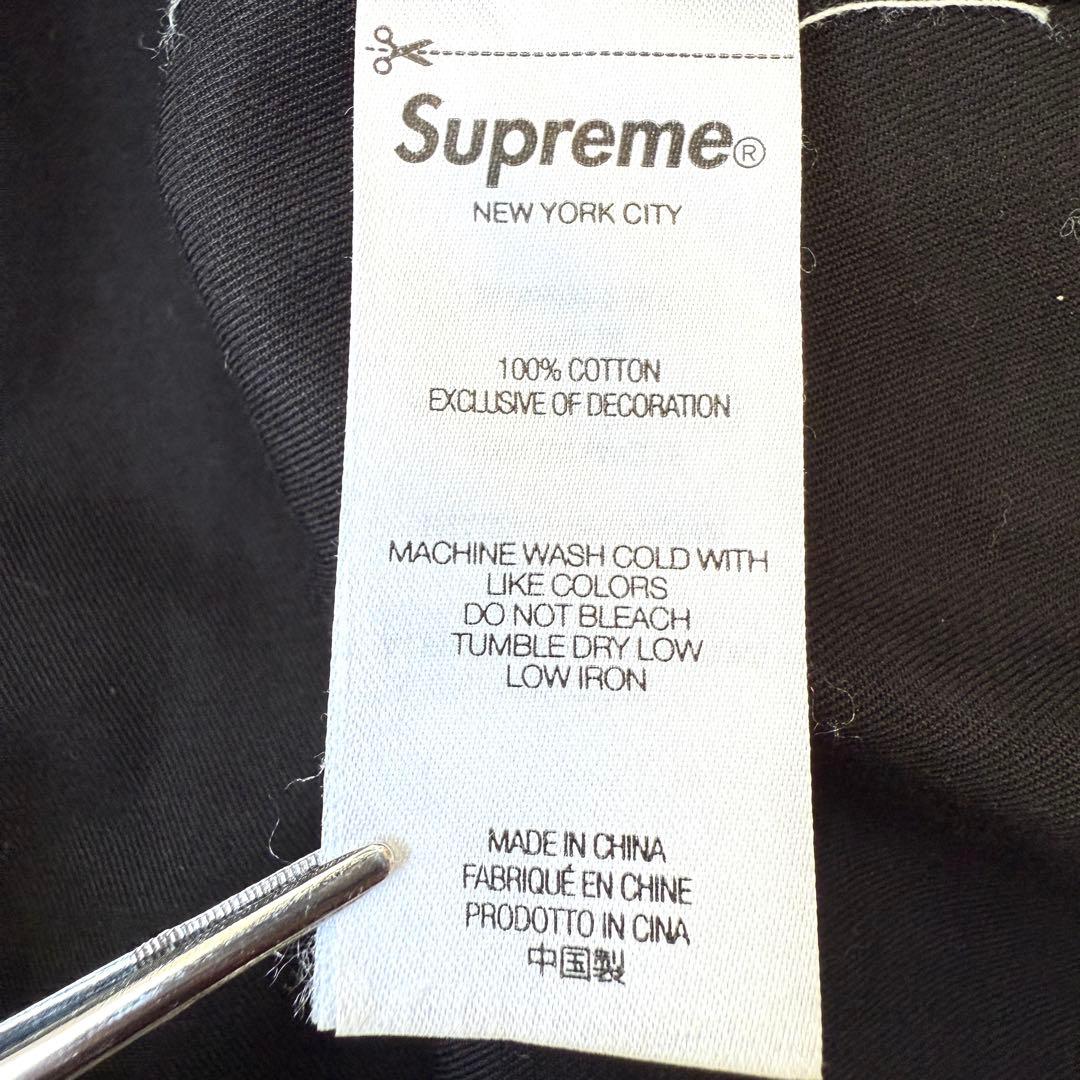 Supreme®
NEW YORK CITY
100% COTTON
EXCLUSIVE OF DECORATION
MACHINE WASH COLD WITH
LIKE COLORS
DO NOT BLEACH
TUMBLE DRY LOW
LOW IRON
MADE IN CHINA
FABRIQUÉ EN CHINE
PRODOTTO IN CINA
中国製